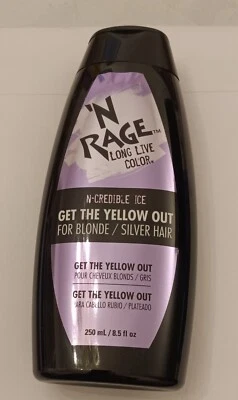 'N
RAGE™
LONG LIVE
COLOR.
N-CREDIBLE ICE
GET THE YELLOW OUT
FOR BLONDE / SILVER HAIR
GET THE YELLOW OUT
POUR CHEVEUX BLONDS / GRIS
GET THE YELLOW OUT
PARA CABELLO RUBIO / PLATEADO
250 mL / 8.5 fl oz